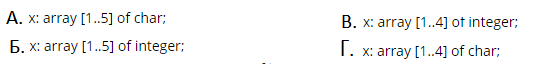 А. x: array [1..5] of char;
Б. x: array [1..5] of integer;
В. x: array [1..4] of integer;
Г. x: array [1..4] of char;